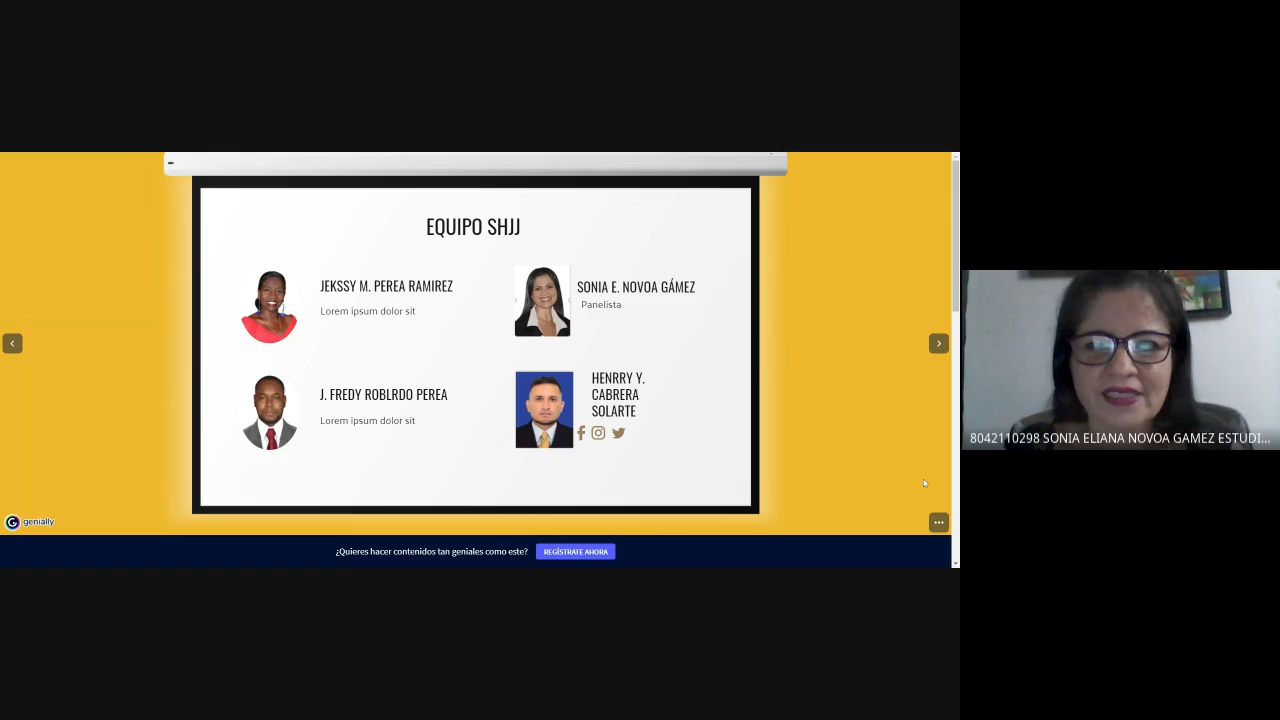 EQUIPO SHJJ
JEKSSY M. PEREA RAMIREZ
Lorem ipsum dolor sit
SONIA E. NOVOA GÁMEZ
Panelista
J. FREDY ROBLRDO PEREA
Lorem ipsum dolor sit
HENRRY Y.
CABRERA
SOLARTE
genially
¿Quieres hacer contenidos tan geniales como este? REGÍSTRATE AHORA
8042110298 SONIA ELIANA NOVOA GAMEZ ESTUDI...